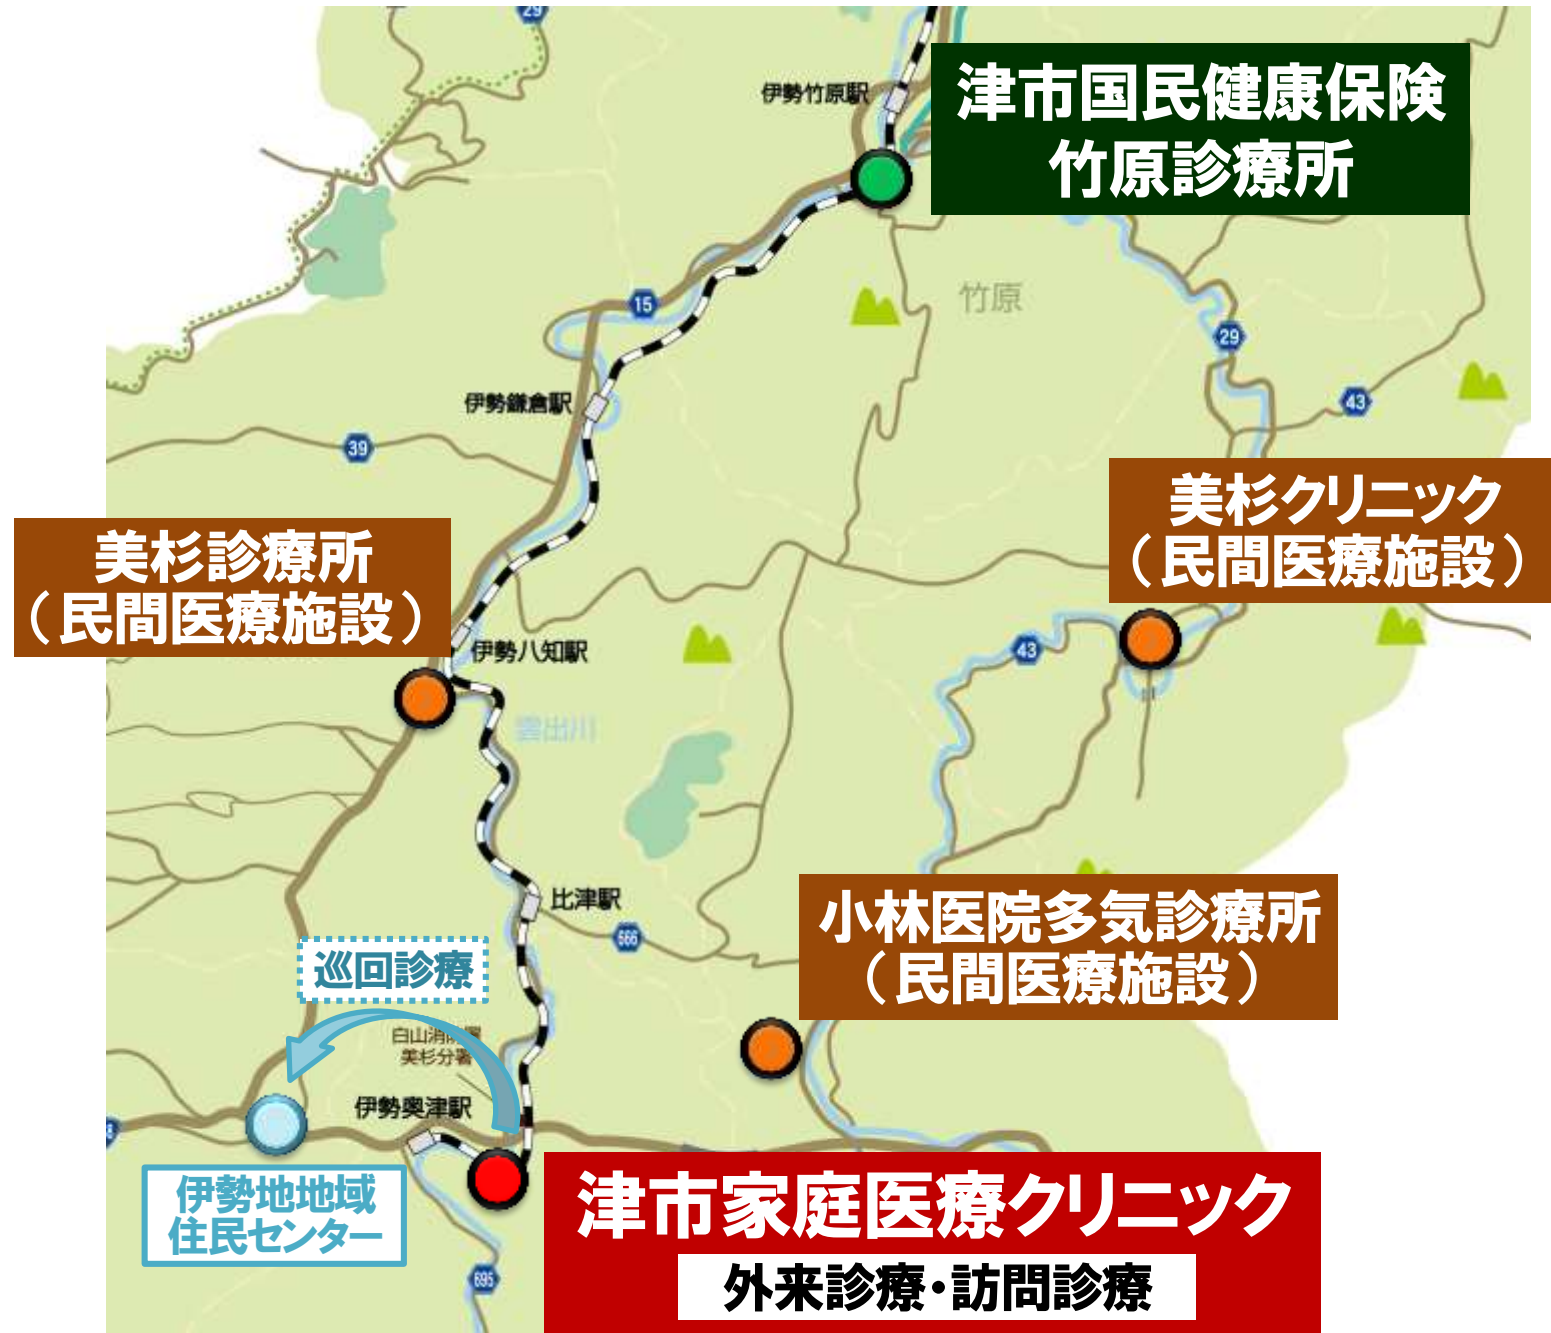 29
伊勢竹原駅
津市国民健康保険
竹原診療所
竹原
15
29
伊勢鎌倉駅
43
39
美杉クリニック
（民間医療施設）
美杉診療所
（民間医療施設）
伊勢八知駅
43
雲出川
比津駅
666
小林医院多気診療所
（民間医療施設）
巡回診療
白山消防署
美杉分署
伊勢奥津駅
伊勢地地域
住民センター
津市家庭医療クリニック
外来診療・訪問診療
695